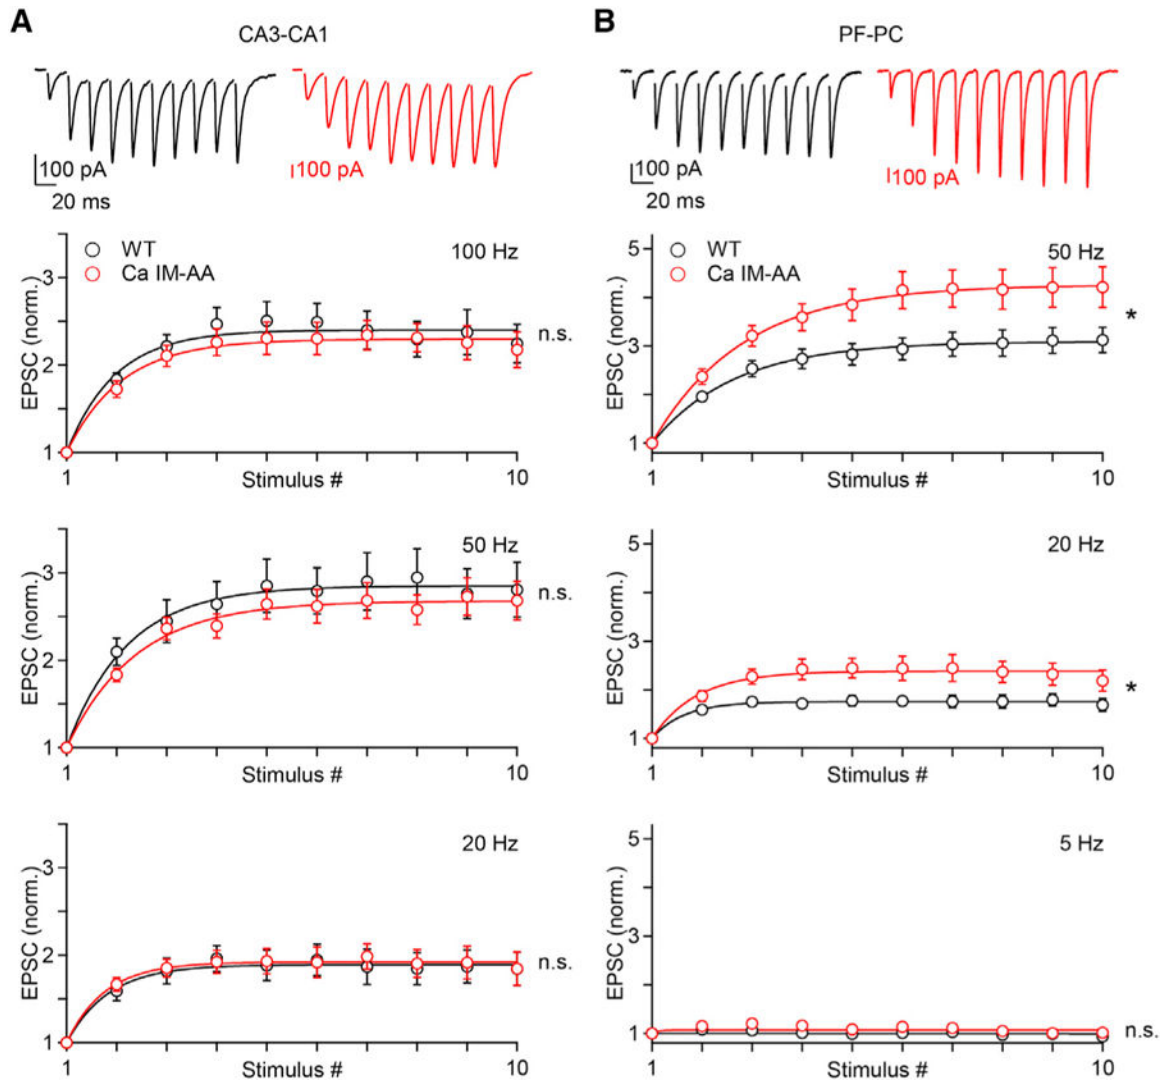 A
CA3-CA1
100 pA
20 ms
100 pA
WT
Ca IM-AA
100 Hz
EPSC (norm.)
3
2
1
n.s.
1
Stimulus #
10
50 Hz
EPSC (norm.)
3
2
1
n.s.
1
Stimulus #
10
20 Hz
EPSC (norm.)
3
2
1
n.s.
1
Stimulus #
10
B
PF-PC
100 pA
20 ms
100 pA
WT
Ca IM-AA
50 Hz
EPSC (norm.)
5
3
1
*
1
Stimulus #
10
20 Hz
EPSC (norm.)
5
3
1
*
1
Stimulus #
10
5 Hz
EPSC (norm.)
5
3
1
n.s.
1
Stimulus #
10